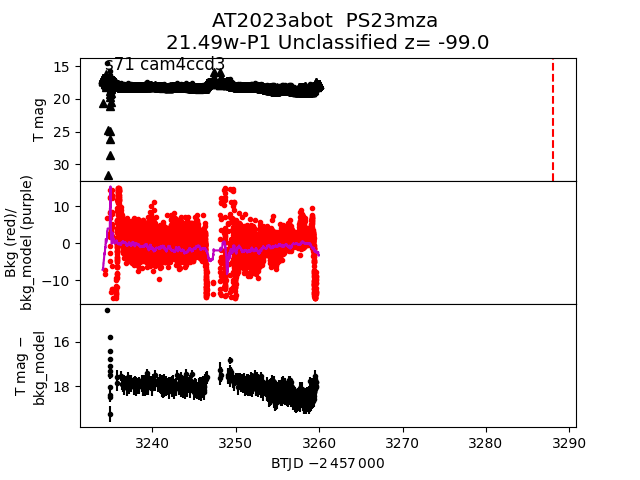 AT2023abot  PS23mza
21.49w-P1 Unclassified z= -99.0
s71 cam4ccd3
15
20
25
30
T mag
10
0
−10
Bkg (red)/
bkg_model (purple)
16
18
T mag −
bkg_model
3240
3250
3260
3270
3280
3290
BTJD −2 457 000